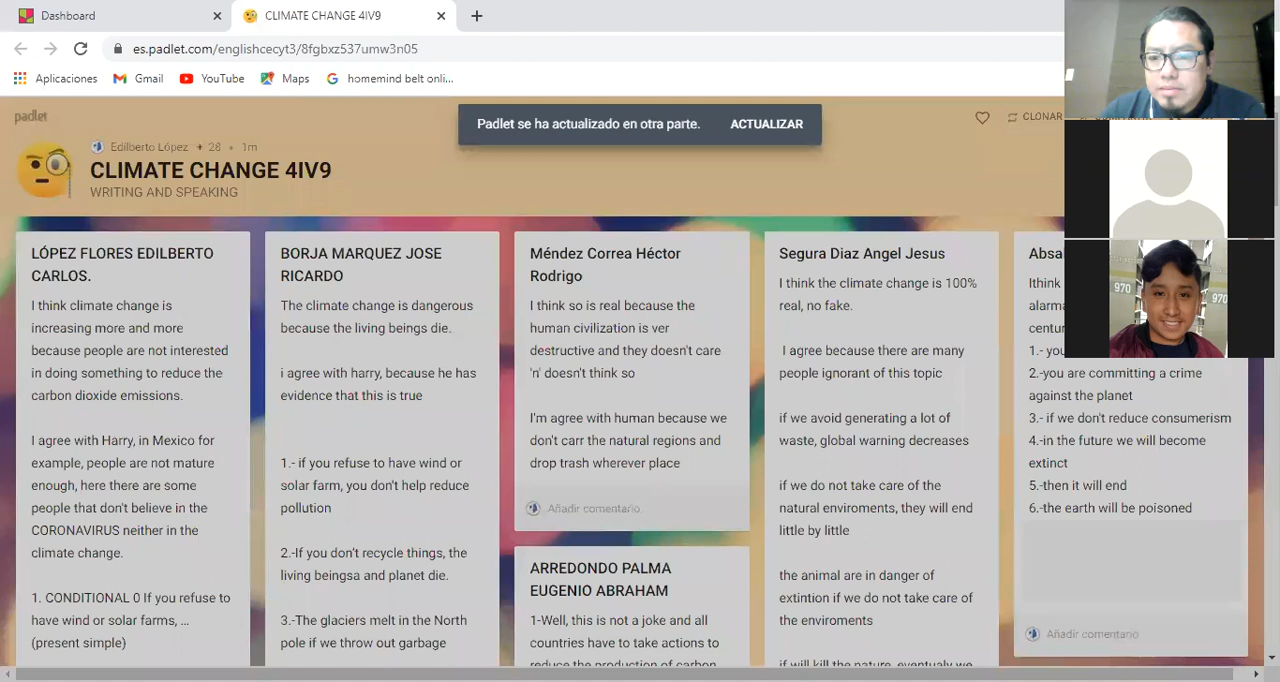 Dashboard
CLIMATE CHANGE 4IV9
es.padlet.com/englishcecyt3/8fgbxz537umw3n05
Aplicaciones
Gmail
YouTube
Maps
homemind belt onli...
padlet
Padlet se ha actualizado en otra parte. ACTUALIZAR
CLONAR
Edilberto López + 28 • 1m
CLIMATE CHANGE 4IV9
WRITING AND SPEAKING
LÓPEZ FLORES EDILBERTO
CARLOS.
I think climate change is
increasing more and more
because people are not interested
in doing something to reduce the
carbon dioxide emissions.
I agree with Harry, in Mexico for
example, people are not mature
enough, here there are some
people that don't believe in the
CORONAVIRUS neither in the
climate change.
1. CONDITIONAL 0 If you refuse to
have wind or solar farms, ...
(present simple)
BORJA MARQUEZ JOSE
RICARDO
The climate change is dangerous
because the living beings die.
i agree with harry, because he has
evidence that this is true
1.- if you refuse to have wind or
solar farm, you don't help reduce
pollution
2.-If you don't recycle things, the
living beingsa and planet die.
3.-The glaciers melt in the North
pole if we throw out garbage
Méndez Correa Héctor
Rodrigo
I think so is real because the
human civilization is ver
destructive and they doesn't care
'n' doesn't think so
I'm agree with human because we
don't carr the natural regions and
drop trash wherever place
Añadir comentario
ARREDONDO PALMA
EUGENIO ABRAHAM
1-Well, this is not a joke and all
countries have to take actions to
reduce the production of carbon
Segura Diaz Angel Jesus
I think the climate change is 100%
real, no fake.
I agree because there are many
people ignorant of this topic
if we avoid generating a lot of
waste, global warning decreases
if we do not take care of the
natural enviroments, they will end
little by little
the animal are in danger of
extintion if we do not take care of
the enviroments
if will kill the nature, eventualy we
Absa
Ithink
alarma
centu
1.- you
2.-you are committing a crime
against the planet
3.- if we don't reduce consumerism
4.-in the future we will become
extinct
5.-then it will end
6.-the earth will be poisoned
Añadir comentario
970
970